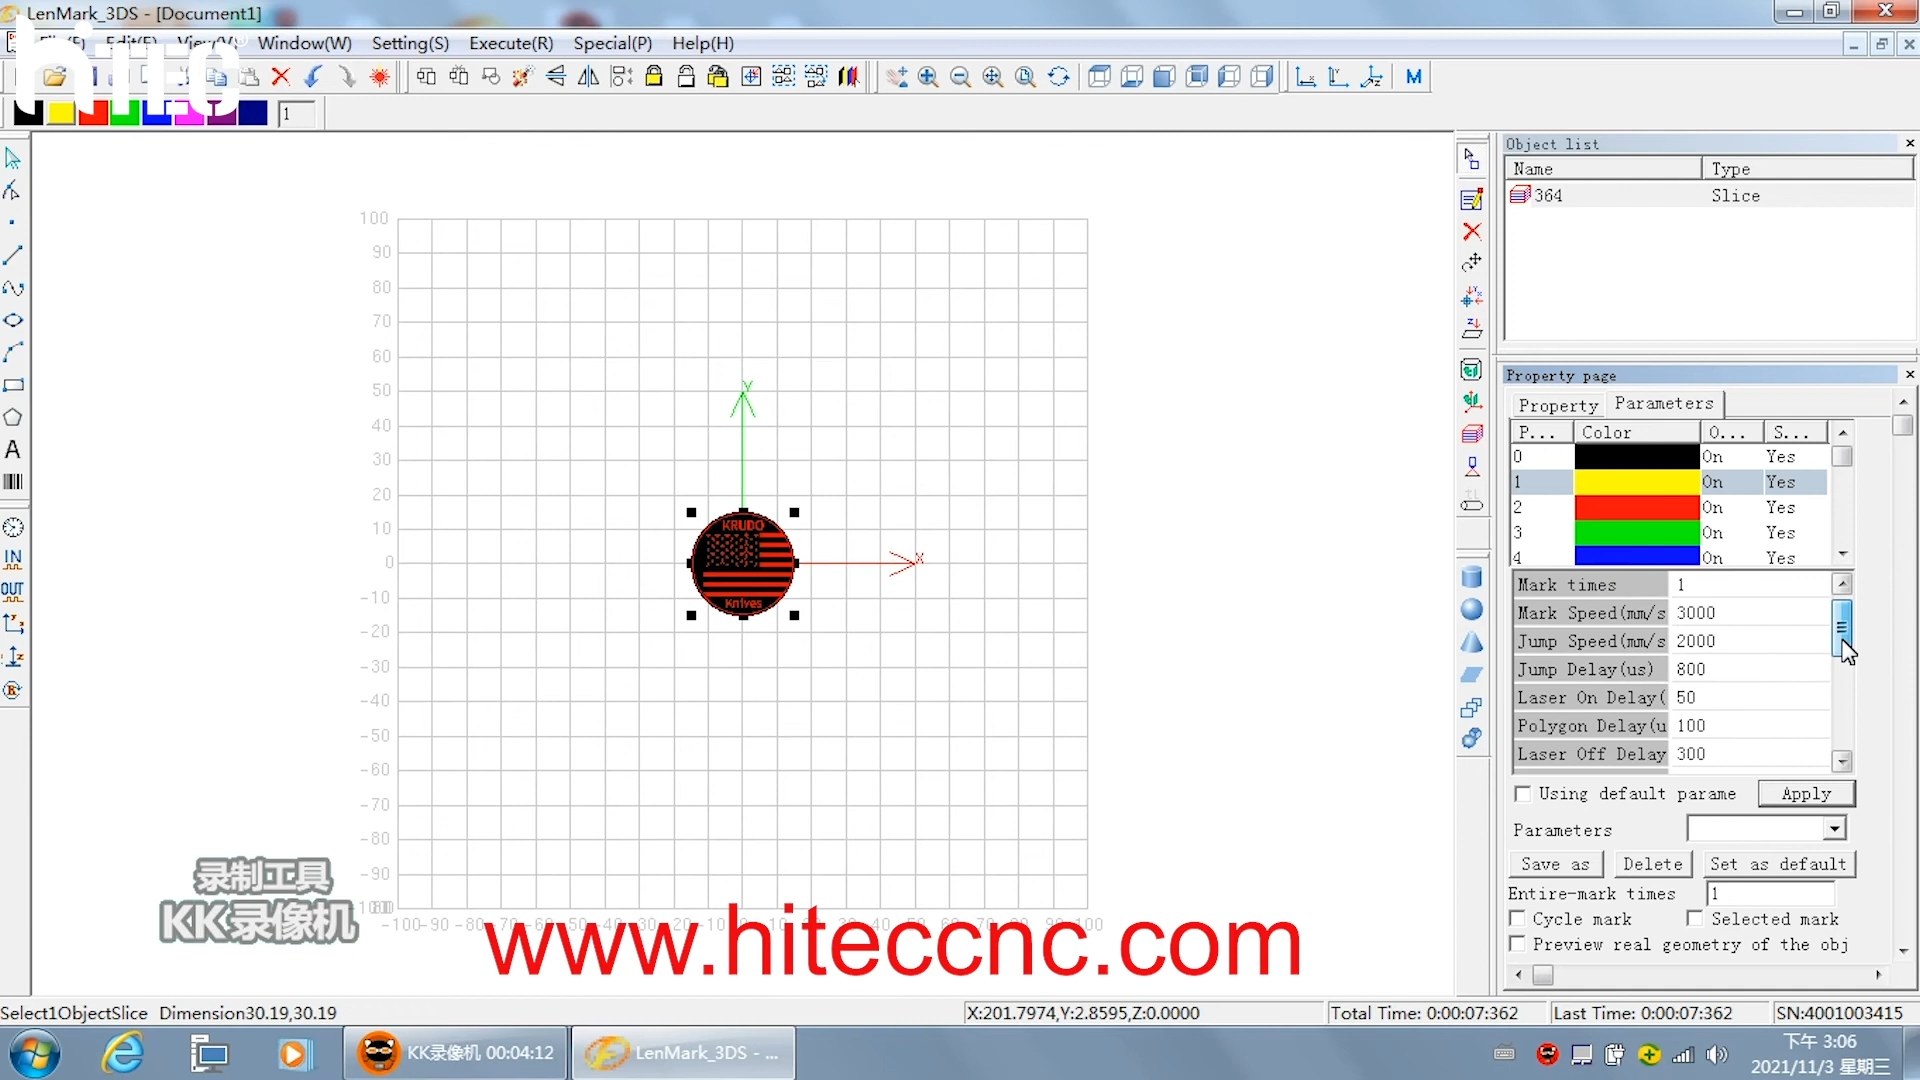 LenMark_3DS - [Document1]
hitec®
Window(W) Setting(S) Execute(R) Special(P) Help(H)
1
M
Object list
Name Type
364 Slice
Property page
Property Parameters
P... Color O... S...
0 On Yes
1 On Yes
2 On Yes
3 On Yes
4 On Yes
Mark times 1
Mark Speed(mm/s 3000
Jump Speed(mm/s 2000
Jump Delay(us) 800
Laser On Delay( 50
Polygon Delay(u 100
Laser Off Delay 300
Using default parame Apply
Parameters
Save as Delete Set as default
Entire-mark times 1
Cycle mark Selected mark
Preview real geometry of the obj
A
IN
OUT
100
90
80
70
60
50
40
30
20
10
0
-10
-20
-30
-40
-50
-60
-70
-80
-90
Y
X
KRUDO
Knives
录制工具
KK录像机
www.hiteccnc.com
Select1ObjectSlice Dimension30.19,30.19
X:201.7974,Y:2.8595,Z:0.0000
Total Time: 0:00:07:362
Last Time: 0:00:07:362
SN:4001003415
KK录像机 00:04:12
LenMark_3DS - ...
下午 3:06
2021/11/3 星期三